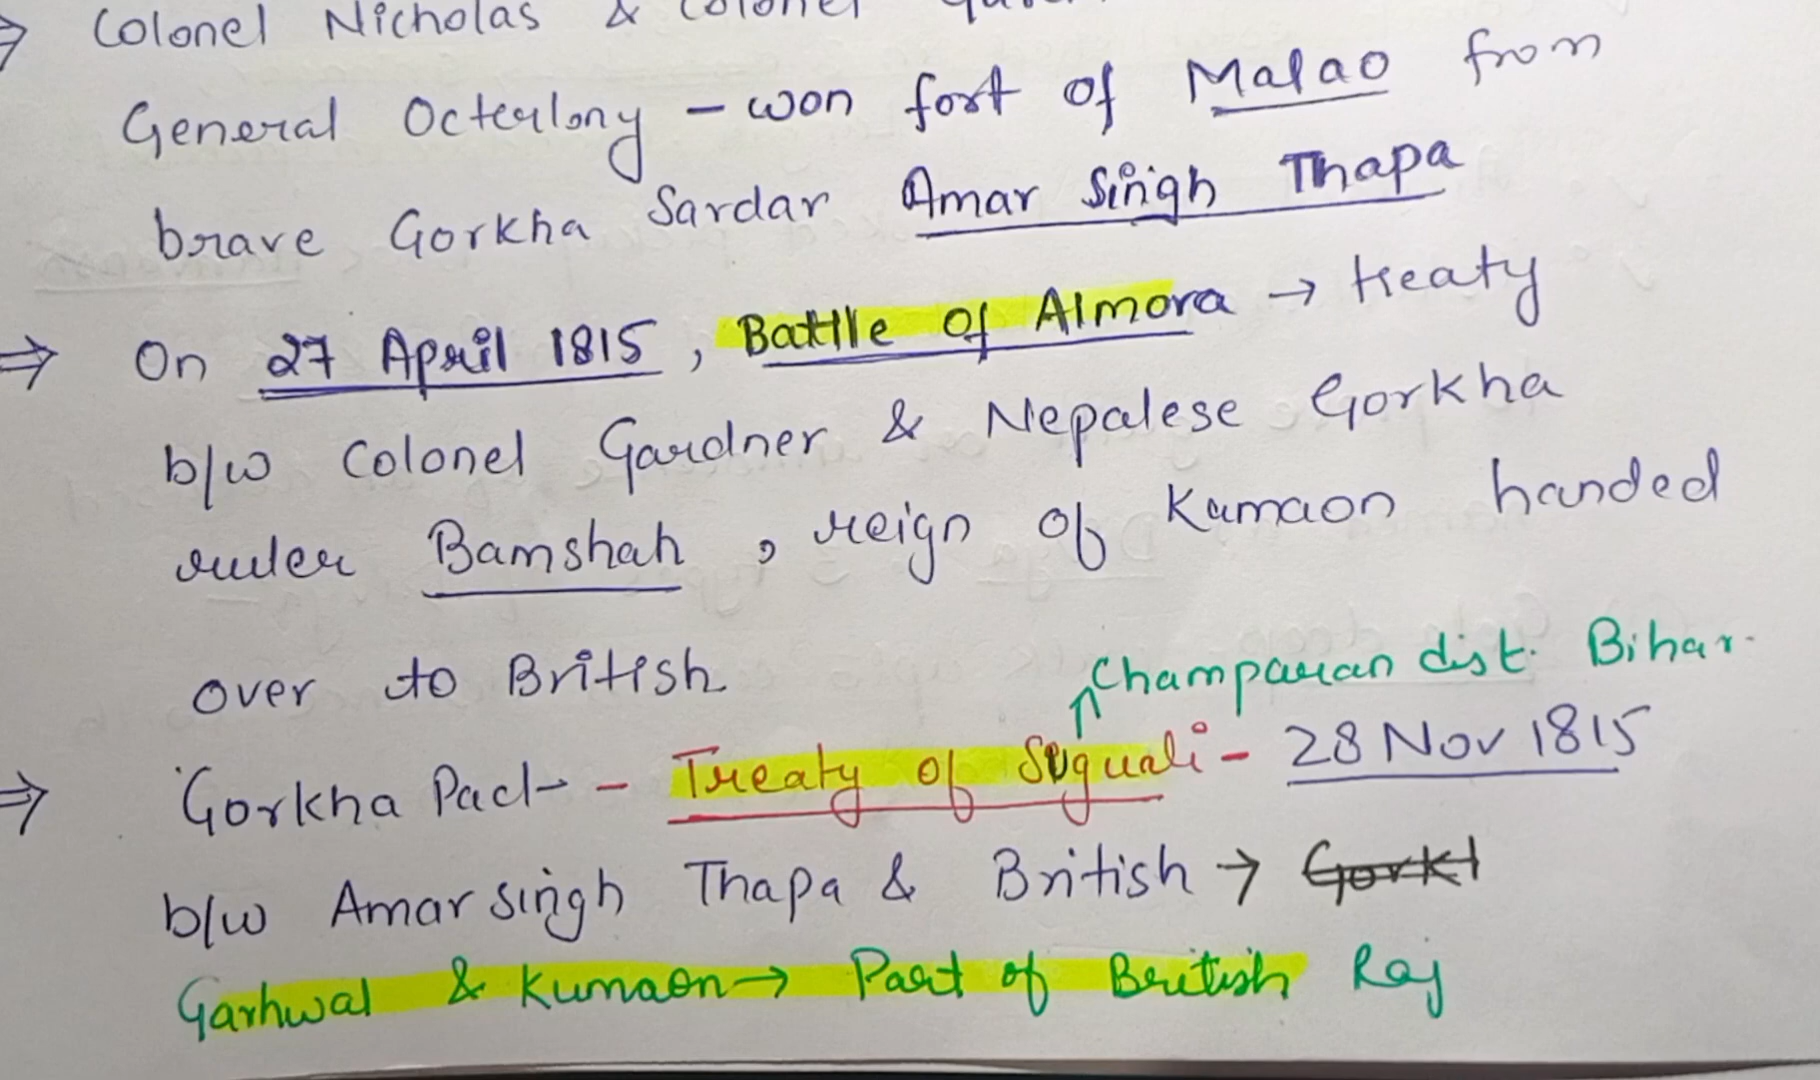 ⇒ Colonel Nicholas & Colonel
General Octerlony - won fort of Malao from
brave Gorkha Sardar Amar Singh Thapa
⇒ On 27 April 1815, Battle of Almora → treaty
b/w Colonel Gardner & Nepalese Gorkha
ruler Bamshah, reign of Kumaon handed
over to British
↑ Champaran dist. Bihar.
⇒ Gorkha Pact - Treaty of Suguali - 28 Nov 1815
b/w Amar singh Thapa & British →
Garhwal & Kumaon → Part of British Raj